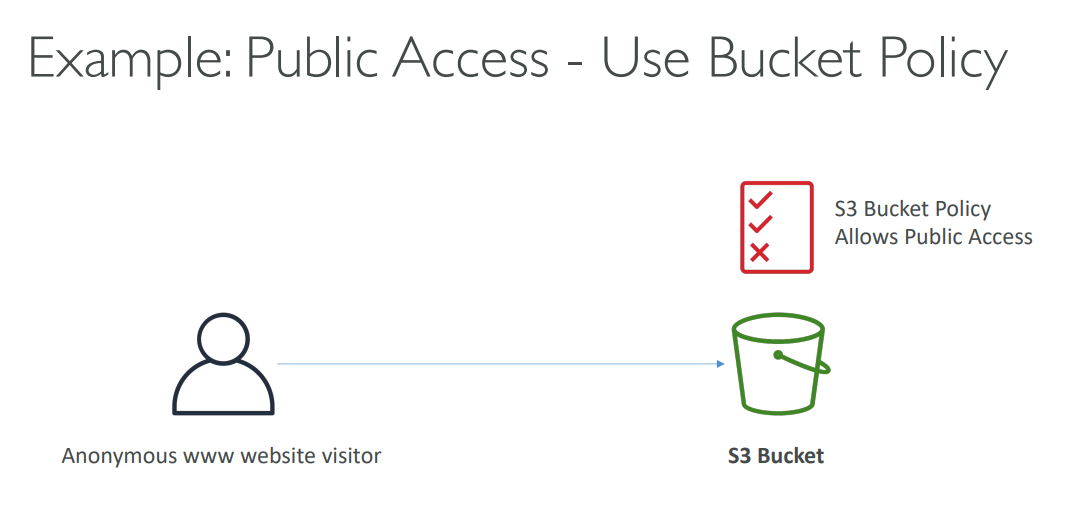 Example: Public Access - Use Bucket Policy
S3 Bucket Policy
Allows Public Access
Anonymous www website visitor
S3 Bucket